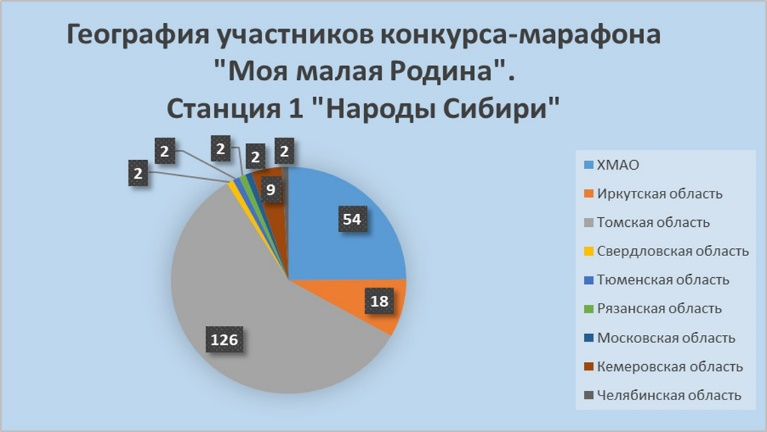 География участников конкурса-марафона
"Моя малая Родина".
Станция 1 "Народы Сибири"
2
2
2
2
2
9
54
18
126
ХМАО
Иркутская область
Томская область
Свердловская область
Тюменская область
Рязанская область
Московская область
Кемеровская область
Челябинская область